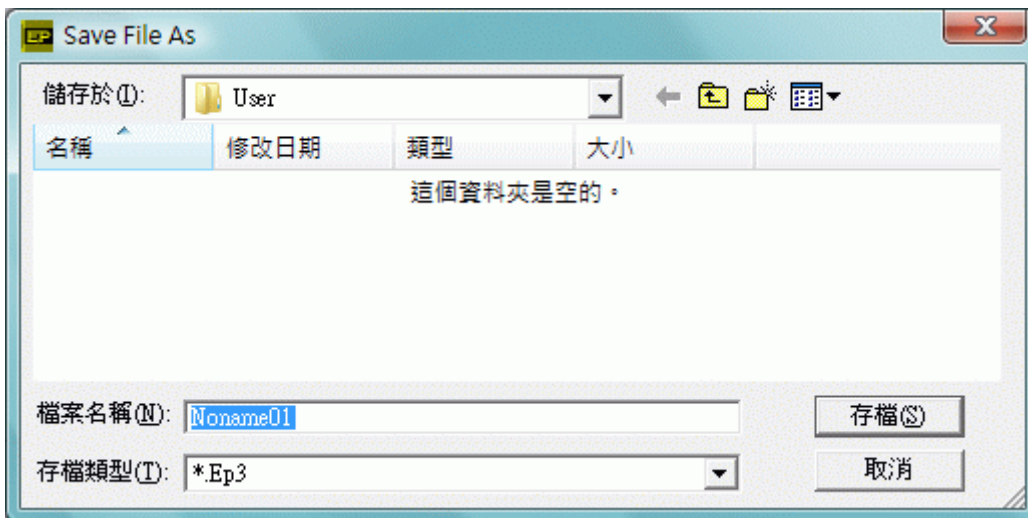 EP Save File As
儲存於(I): User
名稱 修改日期 類型 大小
這個資料夾是空的。
檔案名稱(N): Noname01 存檔(S)
存檔類型(T): *.Ep3 取消